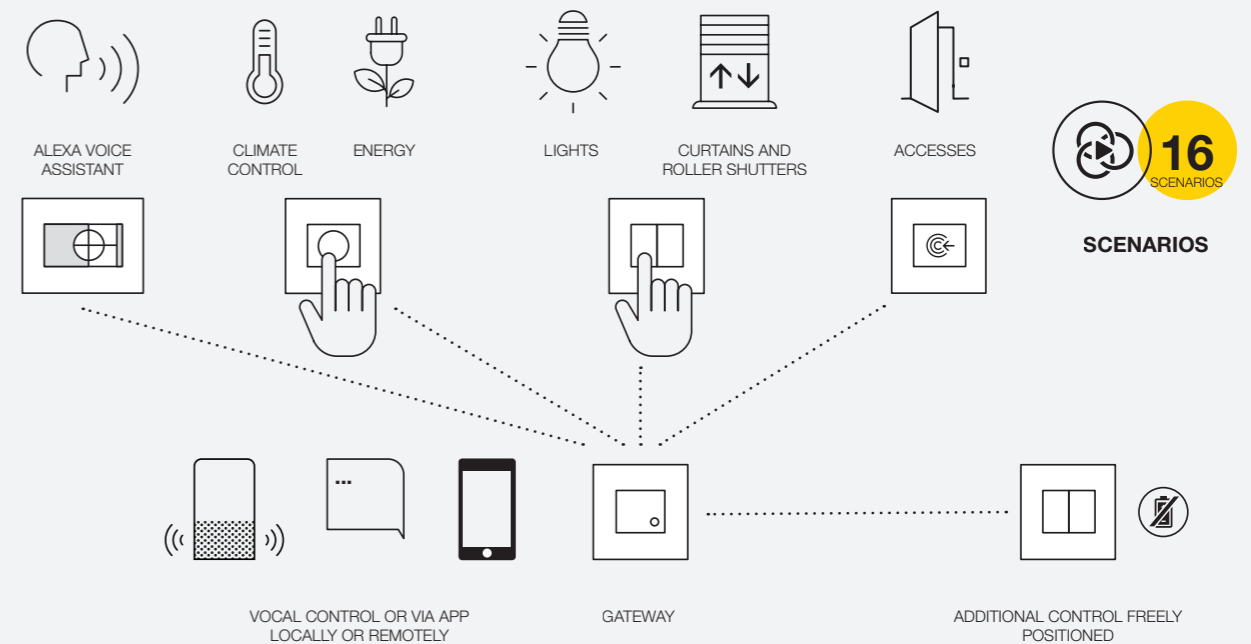 ALEXA VOICE
ASSISTANT
CLIMATE
CONTROL
ENERGY
LIGHTS
CURTAINS AND
ROLLER SHUTTERS
ACCESSES
16
SCENARIOS
SCENARIOS
VOCAL CONTROL OR VIA APP
LOCALLY OR REMOTELY
GATEWAY
ADDITIONAL CONTROL FREELY
POSITIONED